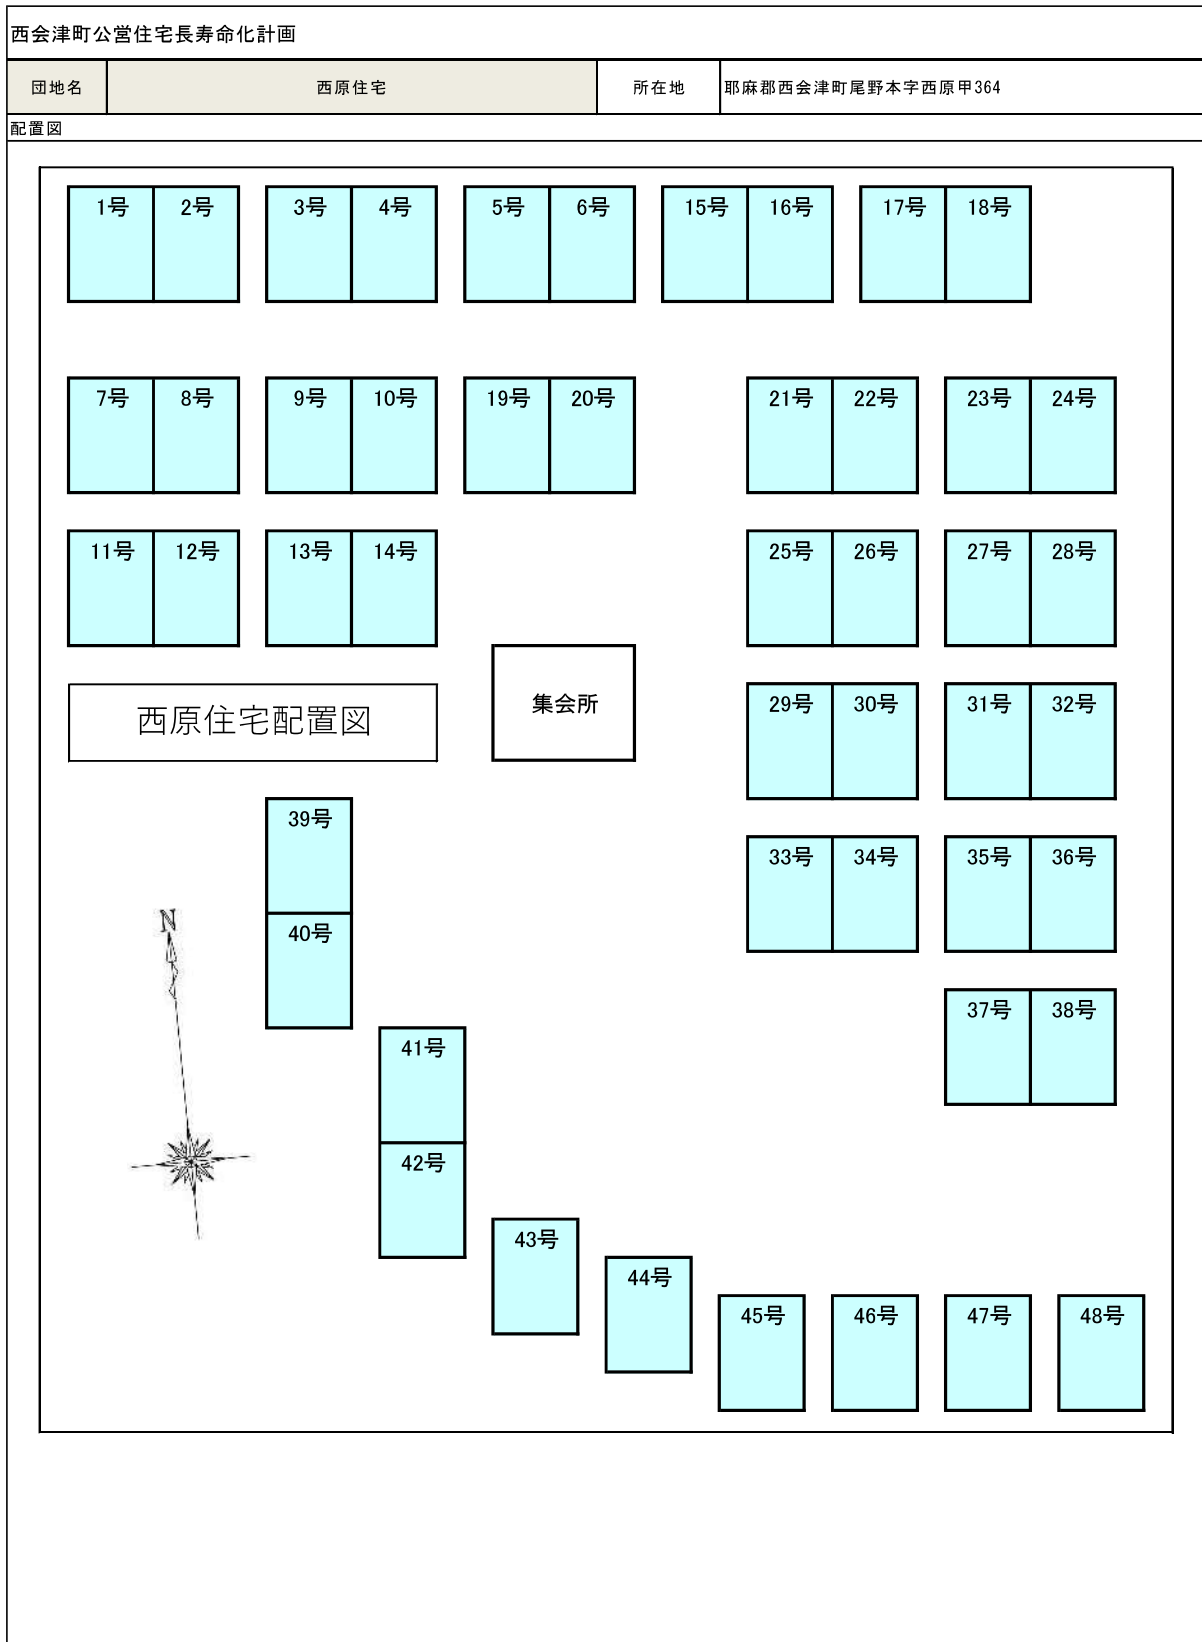 西会津町公営住宅長寿命化計画
団地名 西原住宅 所在地 耶麻郡西会津町尾野本字西原甲364
配置図
1号 2号 3号 4号 5号 6号 15号 16号 17号 18号
7号 8号 9号 10号 19号 20号 21号 22号 23号 24号
11号 12号 13号 14号 25号 26号 27号 28号
西原住宅配置図 集会所 29号 30号 31号 32号
39号
33号 34号 35号 36号
N
40号
37号 38号
41号
42号
43号
44号
45号 46号 47号 48号